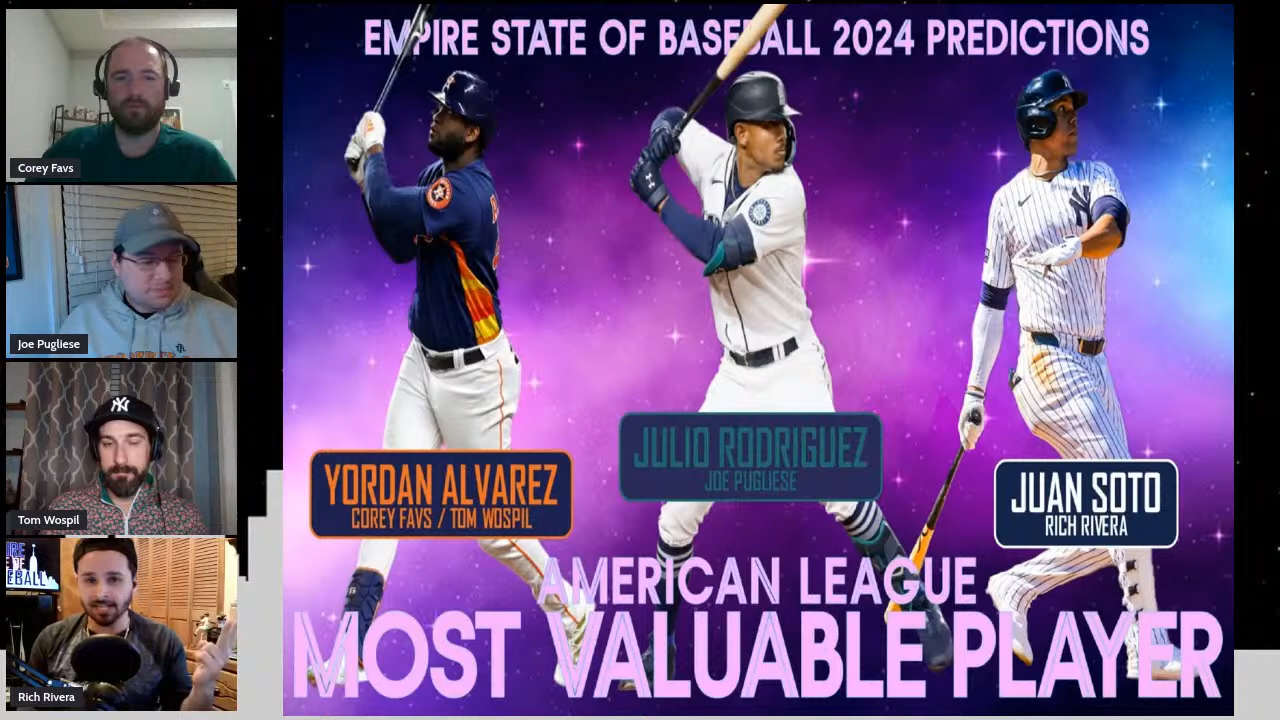 Corey Favs
Joe Pugliese
NY
Tom Wospil
Rich Rivera
EMPIRE STATE OF BASEBALL 2024 PREDICTIONS
YORDAN ALVAREZ
COREY FAVS / TOM WOSPIL
JULIO RODRIGUEZ
JOE PUGLIESE
JUAN SOTO
RICH RIVERA
AMERICAN LEAGUE
MOST VALUABLE PLAYER